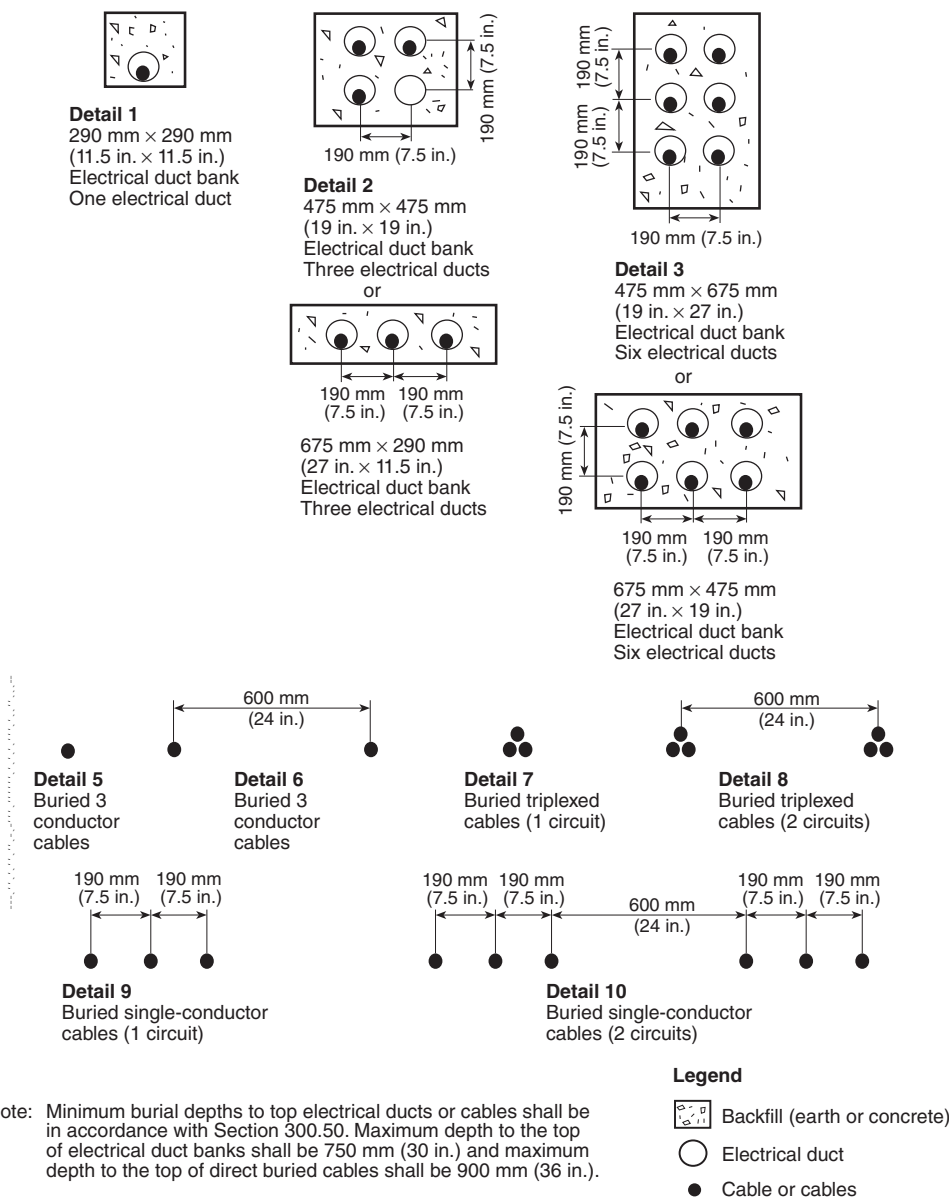 Detail 1
290 mm × 290 mm
(11.5 in. × 11.5 in.)
Electrical duct bank
One electrical duct
190 mm (7.5 in.)
190 mm (7.5 in.)
Detail 2
475 mm × 475 mm
(19 in. × 19 in.)
Electrical duct bank
Three electrical ducts
or
190 mm
(7.5 in.)
190 mm
(7.5 in.)
675 mm × 290 mm
(27 in. × 11.5 in.)
Electrical duct bank
Three electrical ducts
190 mm
(7.5 in.)
190 mm
(7.5 in.)
190 mm (7.5 in.)
Detail 3
475 mm × 675 mm
(19 in. × 27 in.)
Electrical duct bank
Six electrical ducts
or
190 mm (7.5 in.)
190 mm
(7.5 in.)
190 mm
(7.5 in.)
675 mm × 475 mm
(27 in. × 19 in.)
Electrical duct bank
Six electrical ducts
600 mm
(24 in.)
600 mm
(24 in.)
Detail 5
Buried 3
conductor
cables
Detail 6
Buried 3
conductor
cables
Detail 7
Buried triplexed
cables (1 circuit)
Detail 8
Buried triplexed
cables (2 circuits)
190 mm
(7.5 in.)
190 mm
(7.5 in.)
Detail 9
Buried single-conductor
cables (1 circuit)
190 mm
(7.5 in.)
190 mm
(7.5 in.)
600 mm
(24 in.)
190 mm
(7.5 in.)
190 mm
(7.5 in.)
Detail 10
Buried single-conductor
cables (2 circuits)
ote: Minimum burial depths to top electrical ducts or cables shall be
in accordance with Section 300.50. Maximum depth to the top
of electrical duct banks shall be 750 mm (30 in.) and maximum
depth to the top of direct buried cables shall be 900 mm (36 in.).
Legend
Backfill (earth or concrete)
Electrical duct
Cable or cables